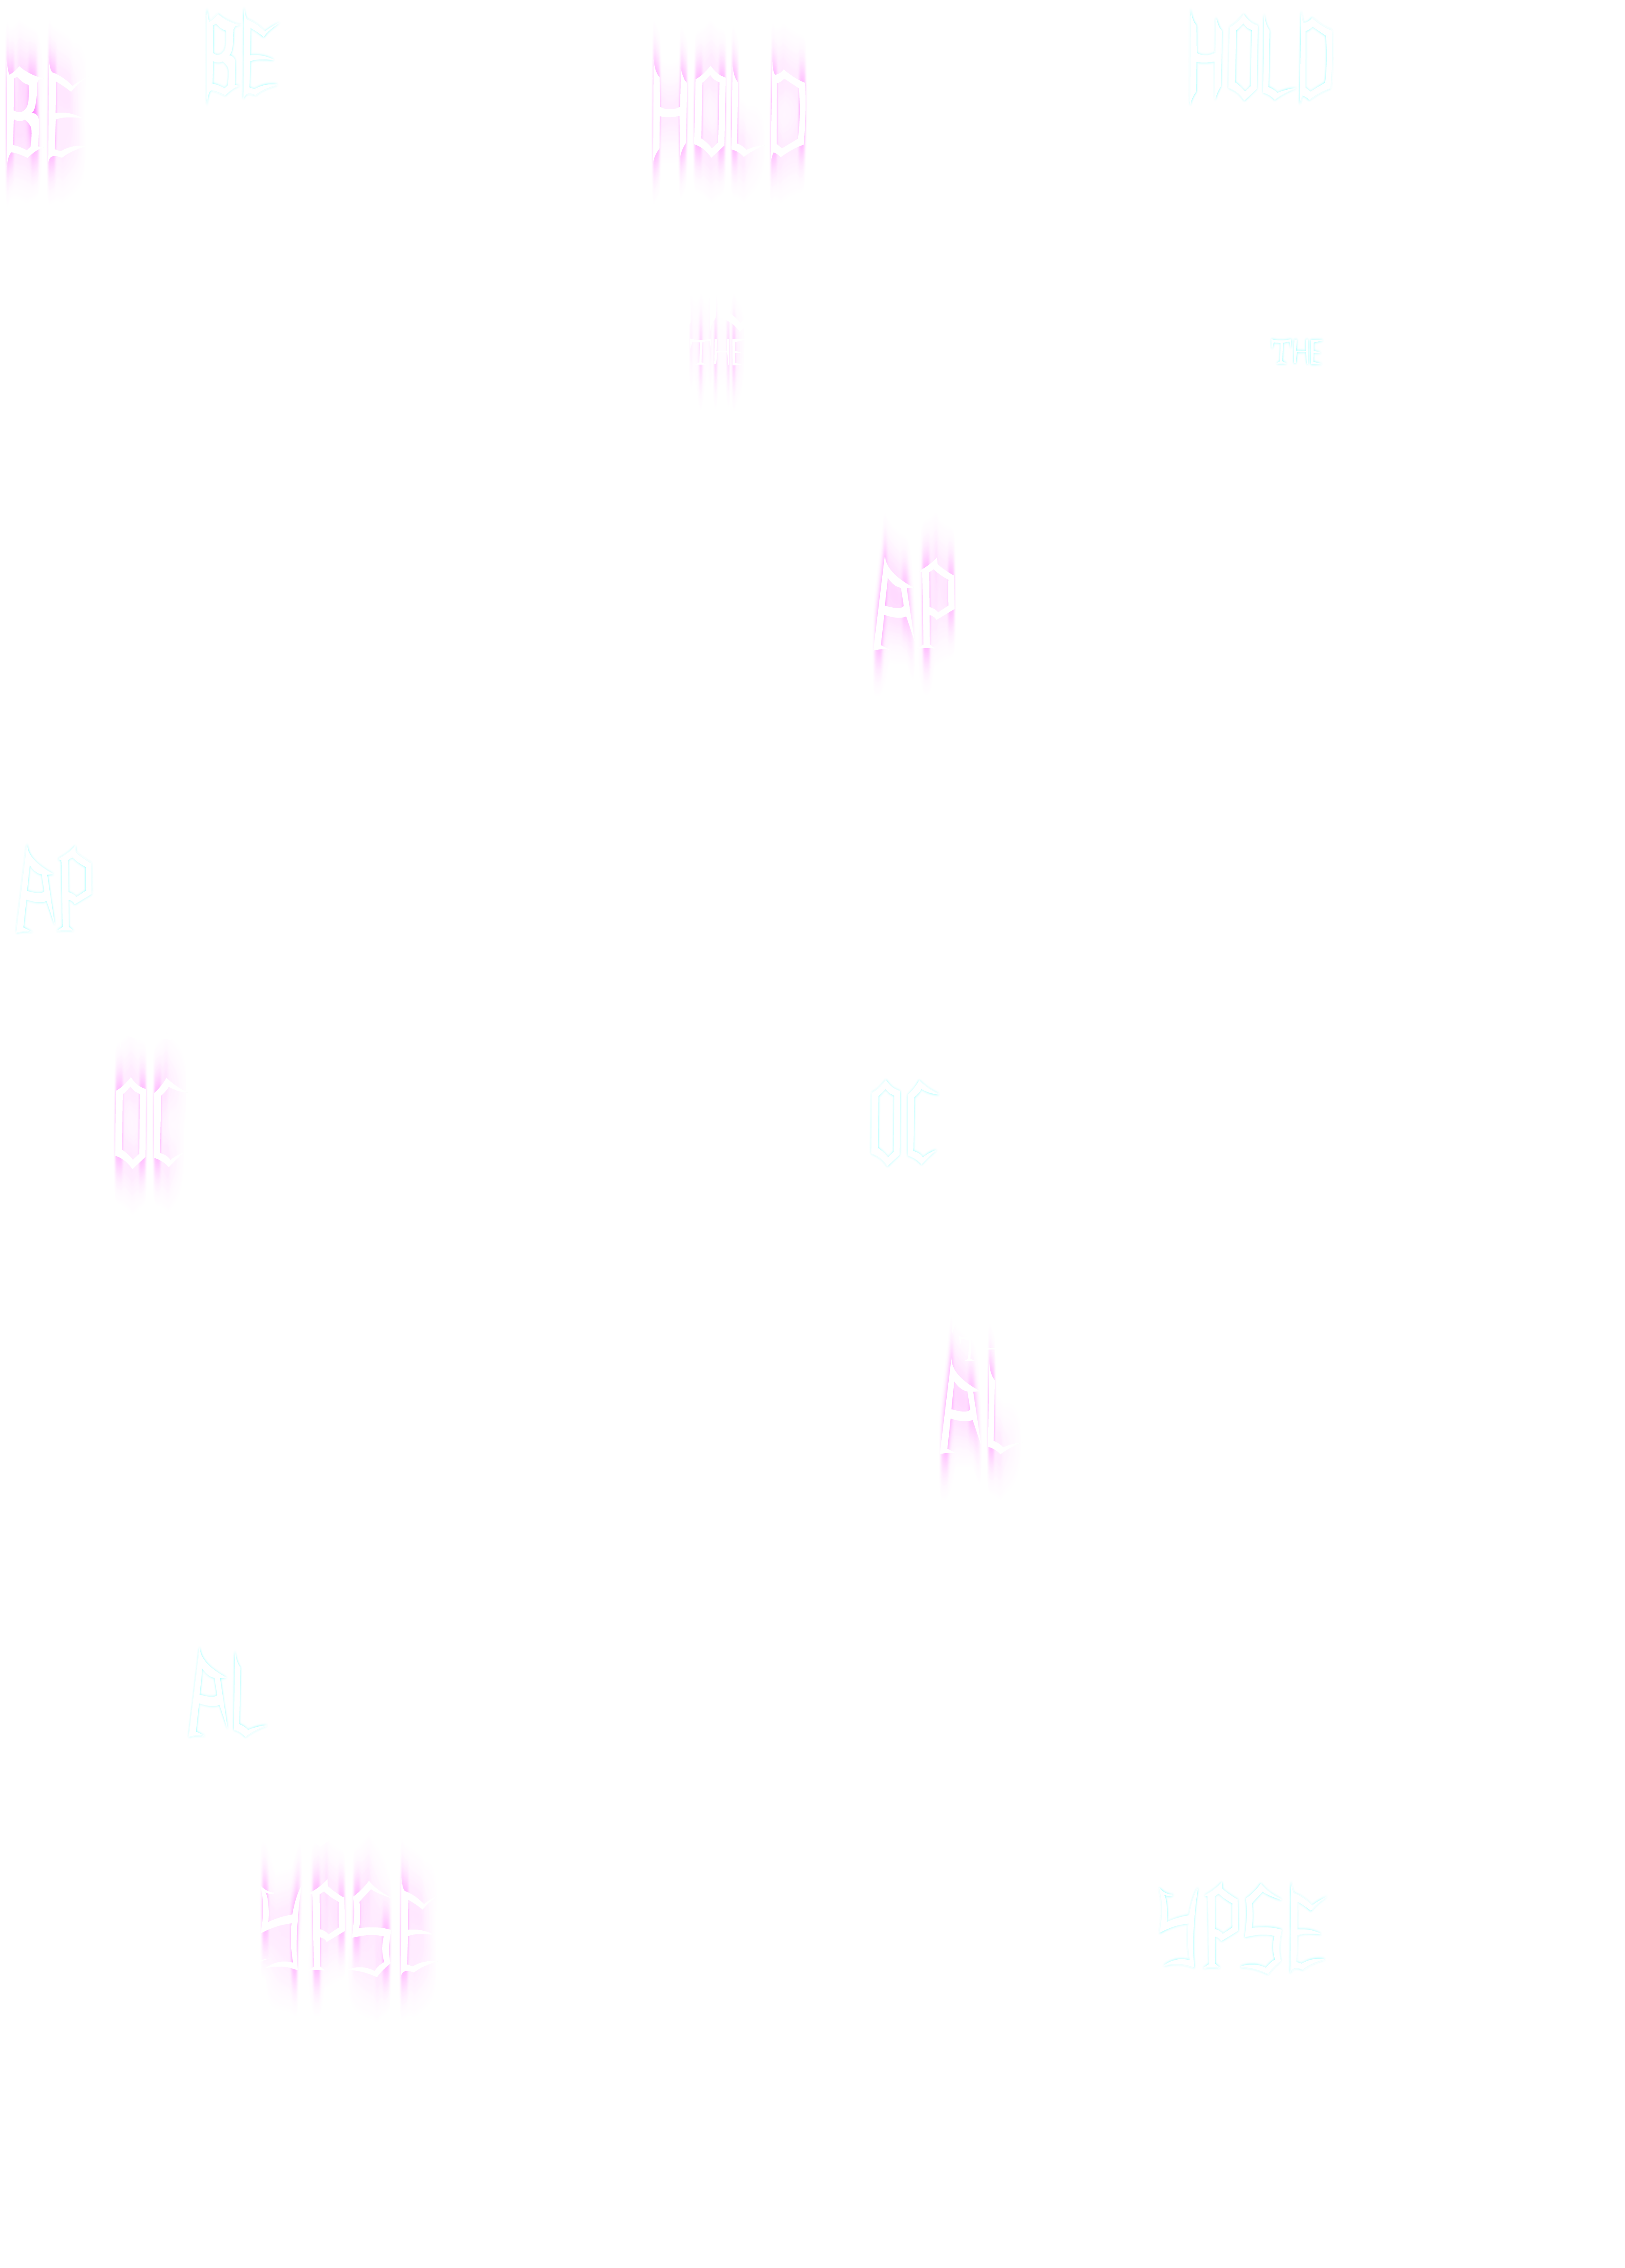 BE BE HOLD HOLD
THE THE
AP
AP
OC OC
AL
AL
YPSE YPSE